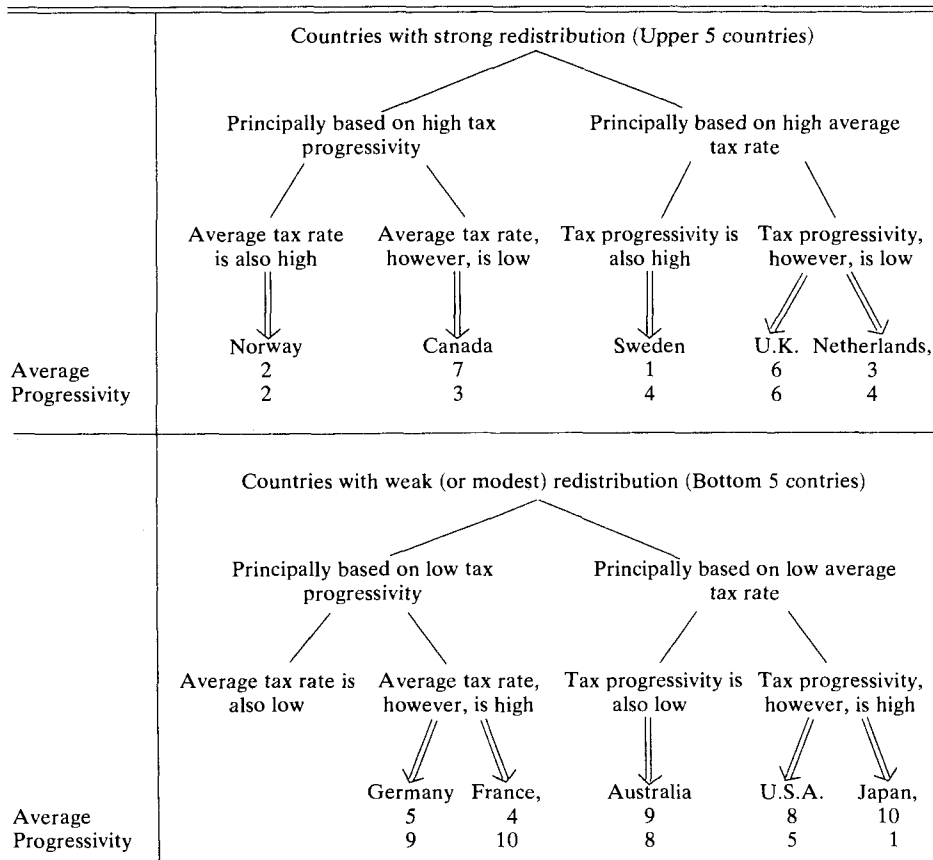 Countries with strong redistribution (Upper 5 countries)
Principally based on high tax progressivity
Principally based on high average tax rate
Average tax rate is also high
Average tax rate, however, is low
Tax progressivity is also high
Tax progressivity, however, is low
Norway Canada Sweden U.K. Netherlands,
Average 2 7 1 6 3
Progressivity 2 3 4 6 4
Countries with weak (or modest) redistribution (Bottom 5 contries)
Principally based on low tax progressivity
Principally based on low average tax rate
Average tax rate is also low
Average tax rate, however, is high
Tax progressivity is also low
Tax progressivity, however, is high
Germany France, Australia U.S.A. Japan,
Average 5 4 9 8 10
Progressivity 9 10 8 5 1